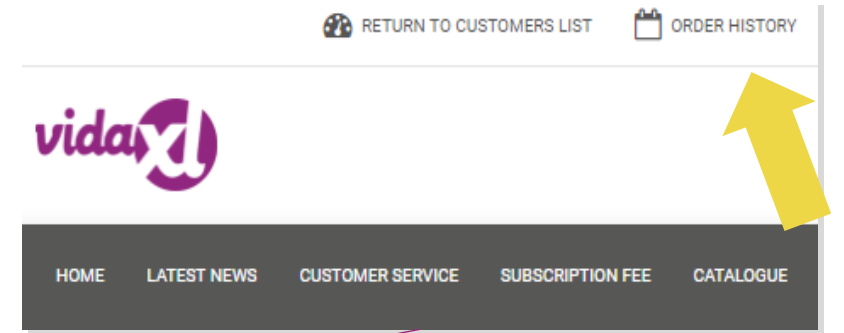 RETURN TO CUSTOMERS LIST ORDER HISTORY
vidaxl
HOME LATEST NEWS CUSTOMER SERVICE SUBSCRIPTION FEE CATALOGUE